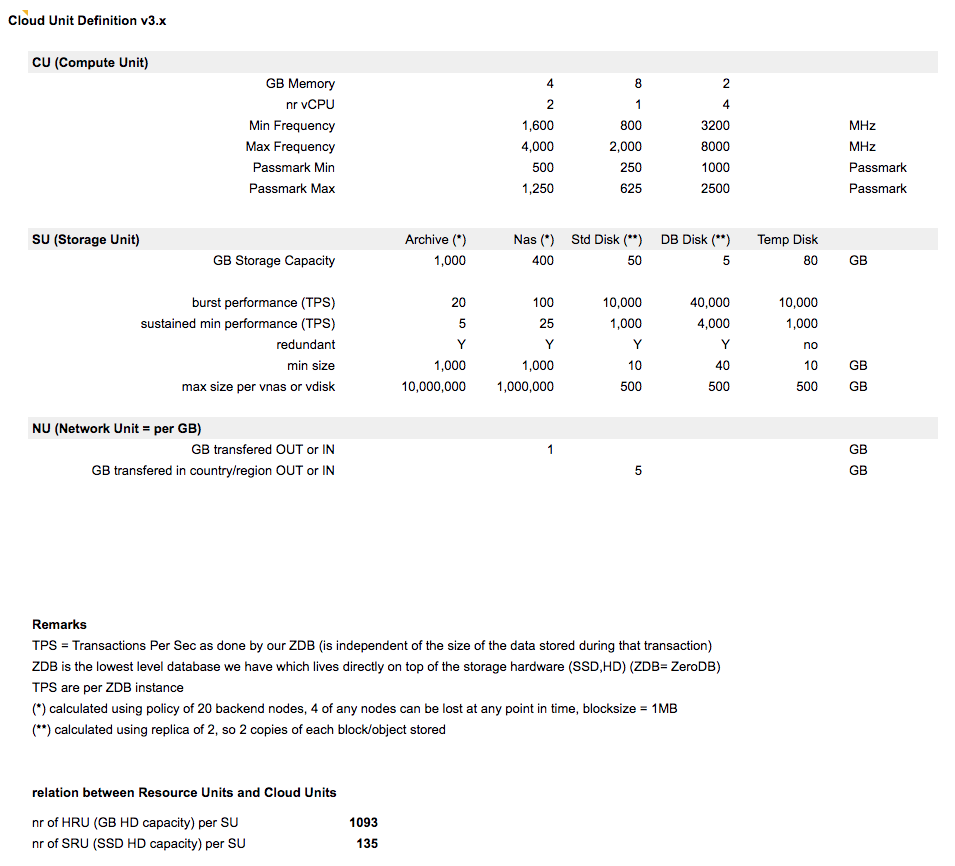 Cloud Unit Definition v3.x
CU (Compute Unit)
GB Memory 4 8 2
nr vCPU 2 1 4
Min Frequency 1,600 800 3200 MHz
Max Frequency 4,000 2,000 8000 MHz
Passmark Min 500 250 1000 Passmark
Passmark Max 1,250 625 2500 Passmark
SU (Storage Unit) Archive (*) Nas (*) Std Disk (**) DB Disk (**) Temp Disk
GB Storage Capacity 1,000 400 50 5 80 GB
burst performance (TPS) 20 100 10,000 40,000 10,000
sustained min performance (TPS) 5 25 1,000 4,000 1,000
redundant Y Y Y Y no
min size 1,000 1,000 10 40 10 GB
max size per vnas or vdisk 10,000,000 1,000,000 500 500 500 GB
NU (Network Unit = per GB)
GB transfered OUT or IN 1 GB
GB transfered in country/region OUT or IN 5 GB
Remarks
TPS = Transactions Per Sec as done by our ZDB (is independent of the size of the data stored during that transaction)
ZDB is the lowest level database we have which lives directly on top of the storage hardware (SSD,HD) (ZDB= ZeroDB)
TPS are per ZDB instance
(*) calculated using policy of 20 backend nodes, 4 of any nodes can be lost at any point in time, blocksize = 1MB
(**) calculated using replica of 2, so 2 copies of each block/object stored
relation between Resource Units and Cloud Units
nr of HRU (GB HD capacity) per SU 1093
nr of SRU (SSD HD capacity) per SU 135